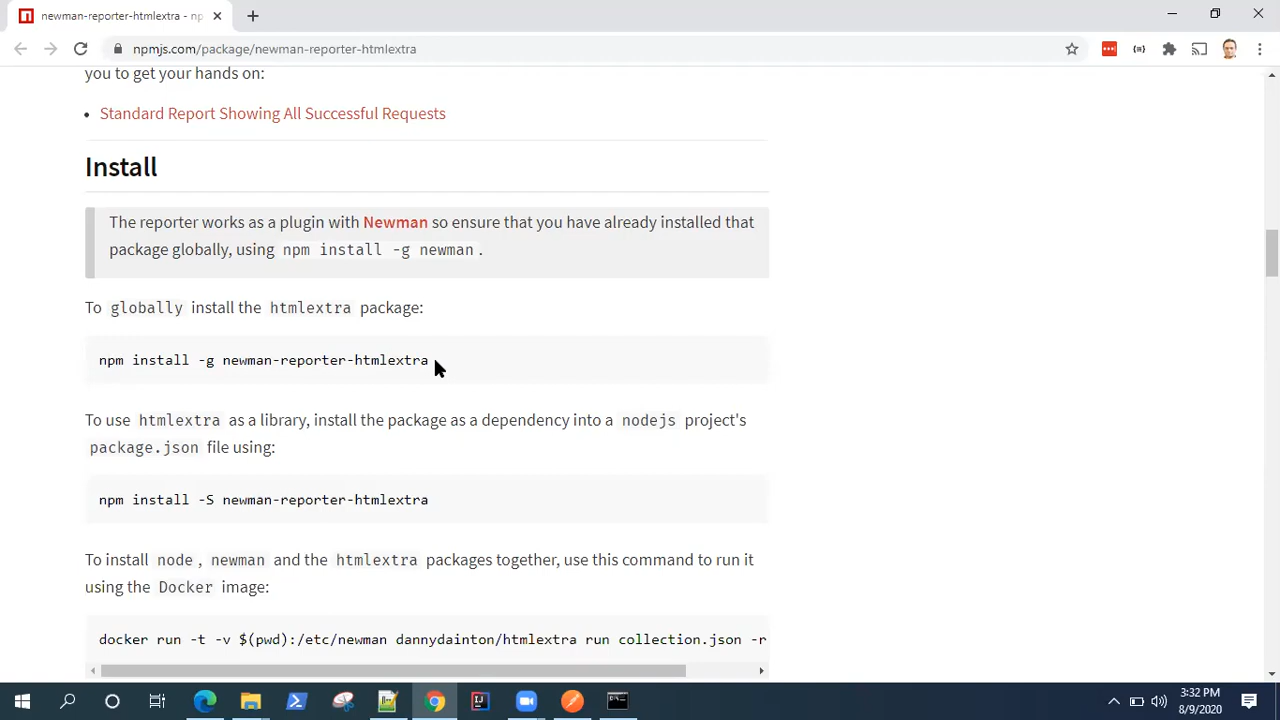 newman-reporter-htmlextra - np
npmjs.com/package/newman-reporter-htmlextra
you to get your hands on:
• Standard Report Showing All Successful Requests
Install
The reporter works as a plugin with Newman so ensure that you have already installed that
package globally, using npm install -g newman.
To globally install the htmlextra package:
npm install -g newman-reporter-htmlextra
To use htmlextra as a library, install the package as a dependency into a nodejs project's
package.json file using:
npm install -S newman-reporter-htmlextra
To install node, newman and the htmlextra packages together, use this command to run it
using the Docker image:
docker run -t -v $(pwd):/etc/newman dannydainton/htmlextra run collection.json -r
3:32 PM
8/9/2020